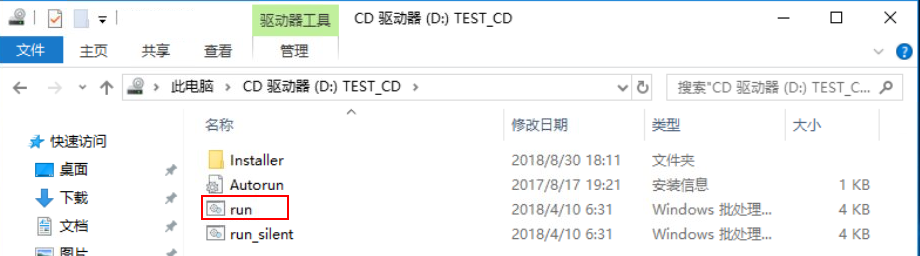 驱动器工具 CD 驱动器 (D:) TEST_CD
文件 主页 共享 查看 管理
此电脑 CD 驱动器 (D:) TEST_CD 搜索"CD 驱动器 (D:) TEST_C...
名称 修改日期 类型 大小
快速访问
Installer 2018/8/30 18:11 文件夹
桌面
Autorun 2017/8/17 19:21 安装信息 1 KB
下载
run 2018/4/10 6:31 Windows 批处理... 4 KB
文档
run_silent 2018/4/10 6:31 Windows 批处理... 4 KB
图片